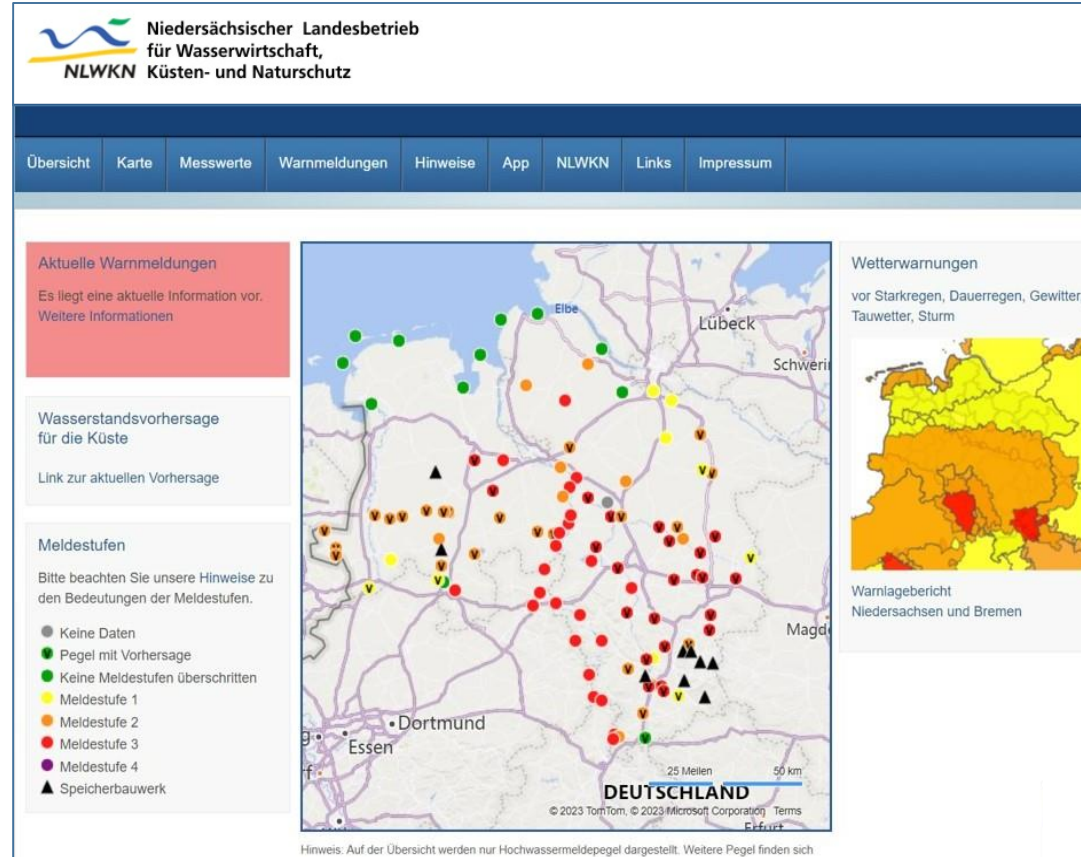 Niedersächsischer Landesbetrieb
für Wasserwirtschaft,
Küsten- und Naturschutz
NLWKN
Übersicht
Karte
Messwerte
Warnmeldungen
Hinweise
App
NLWKN
Links
Impressum
Aktuelle Warnmeldungen
Es liegt eine aktuelle Information vor.
Weitere Informationen
Wasserstandsvorhersage
für die Küste
Link zur aktuellen Vorhersage
Meldestufen
Bitte beachten Sie unsere Hinweise zu
den Bedeutungen der Meldestufen.
Keine Daten
V Pegel mit Vorhersage
Keine Meldestufen überschritten
Meldestufe 1
Meldestufe 2
Meldestufe 3
Meldestufe 4
Speicherbauwerk
Elbe
Lübeck
Schweri
Magd
Dortmund
Essen
25 Meilen
50 km
DEUTSCHLAND
© 2023 TomTom, © 2023 Microsoft Corporation Terms
Erfurt
Hinweis: Auf der Übersicht werden nur Hochwassermeldepegel dargestellt. Weitere Pegel finden sich
Wetterwarnungen
vor Starkregen, Dauerregen, Gewitter,
Tauwetter, Sturm
Warnlagebericht
Niedersachsen und Bremen